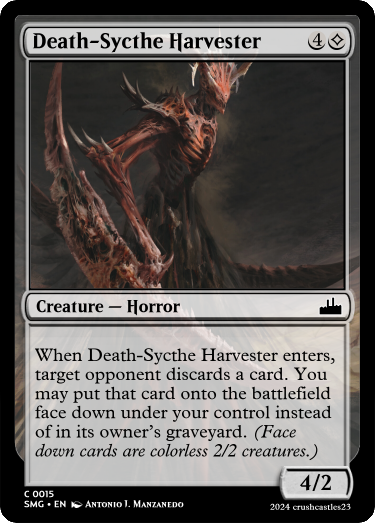 Death-Sycthe Harvester 4
Creature — Horror
When Death-Sycthe Harvester enters,
target opponent discards a card. You
may put that card onto the battlefield
face down under your control instead
of in its owner's graveyard. (Face
down cards are colorless 2/2 creatures.)
4/2
C 0015
SMG • EN Antonio J. Manzanedo
2024 crushcastles23